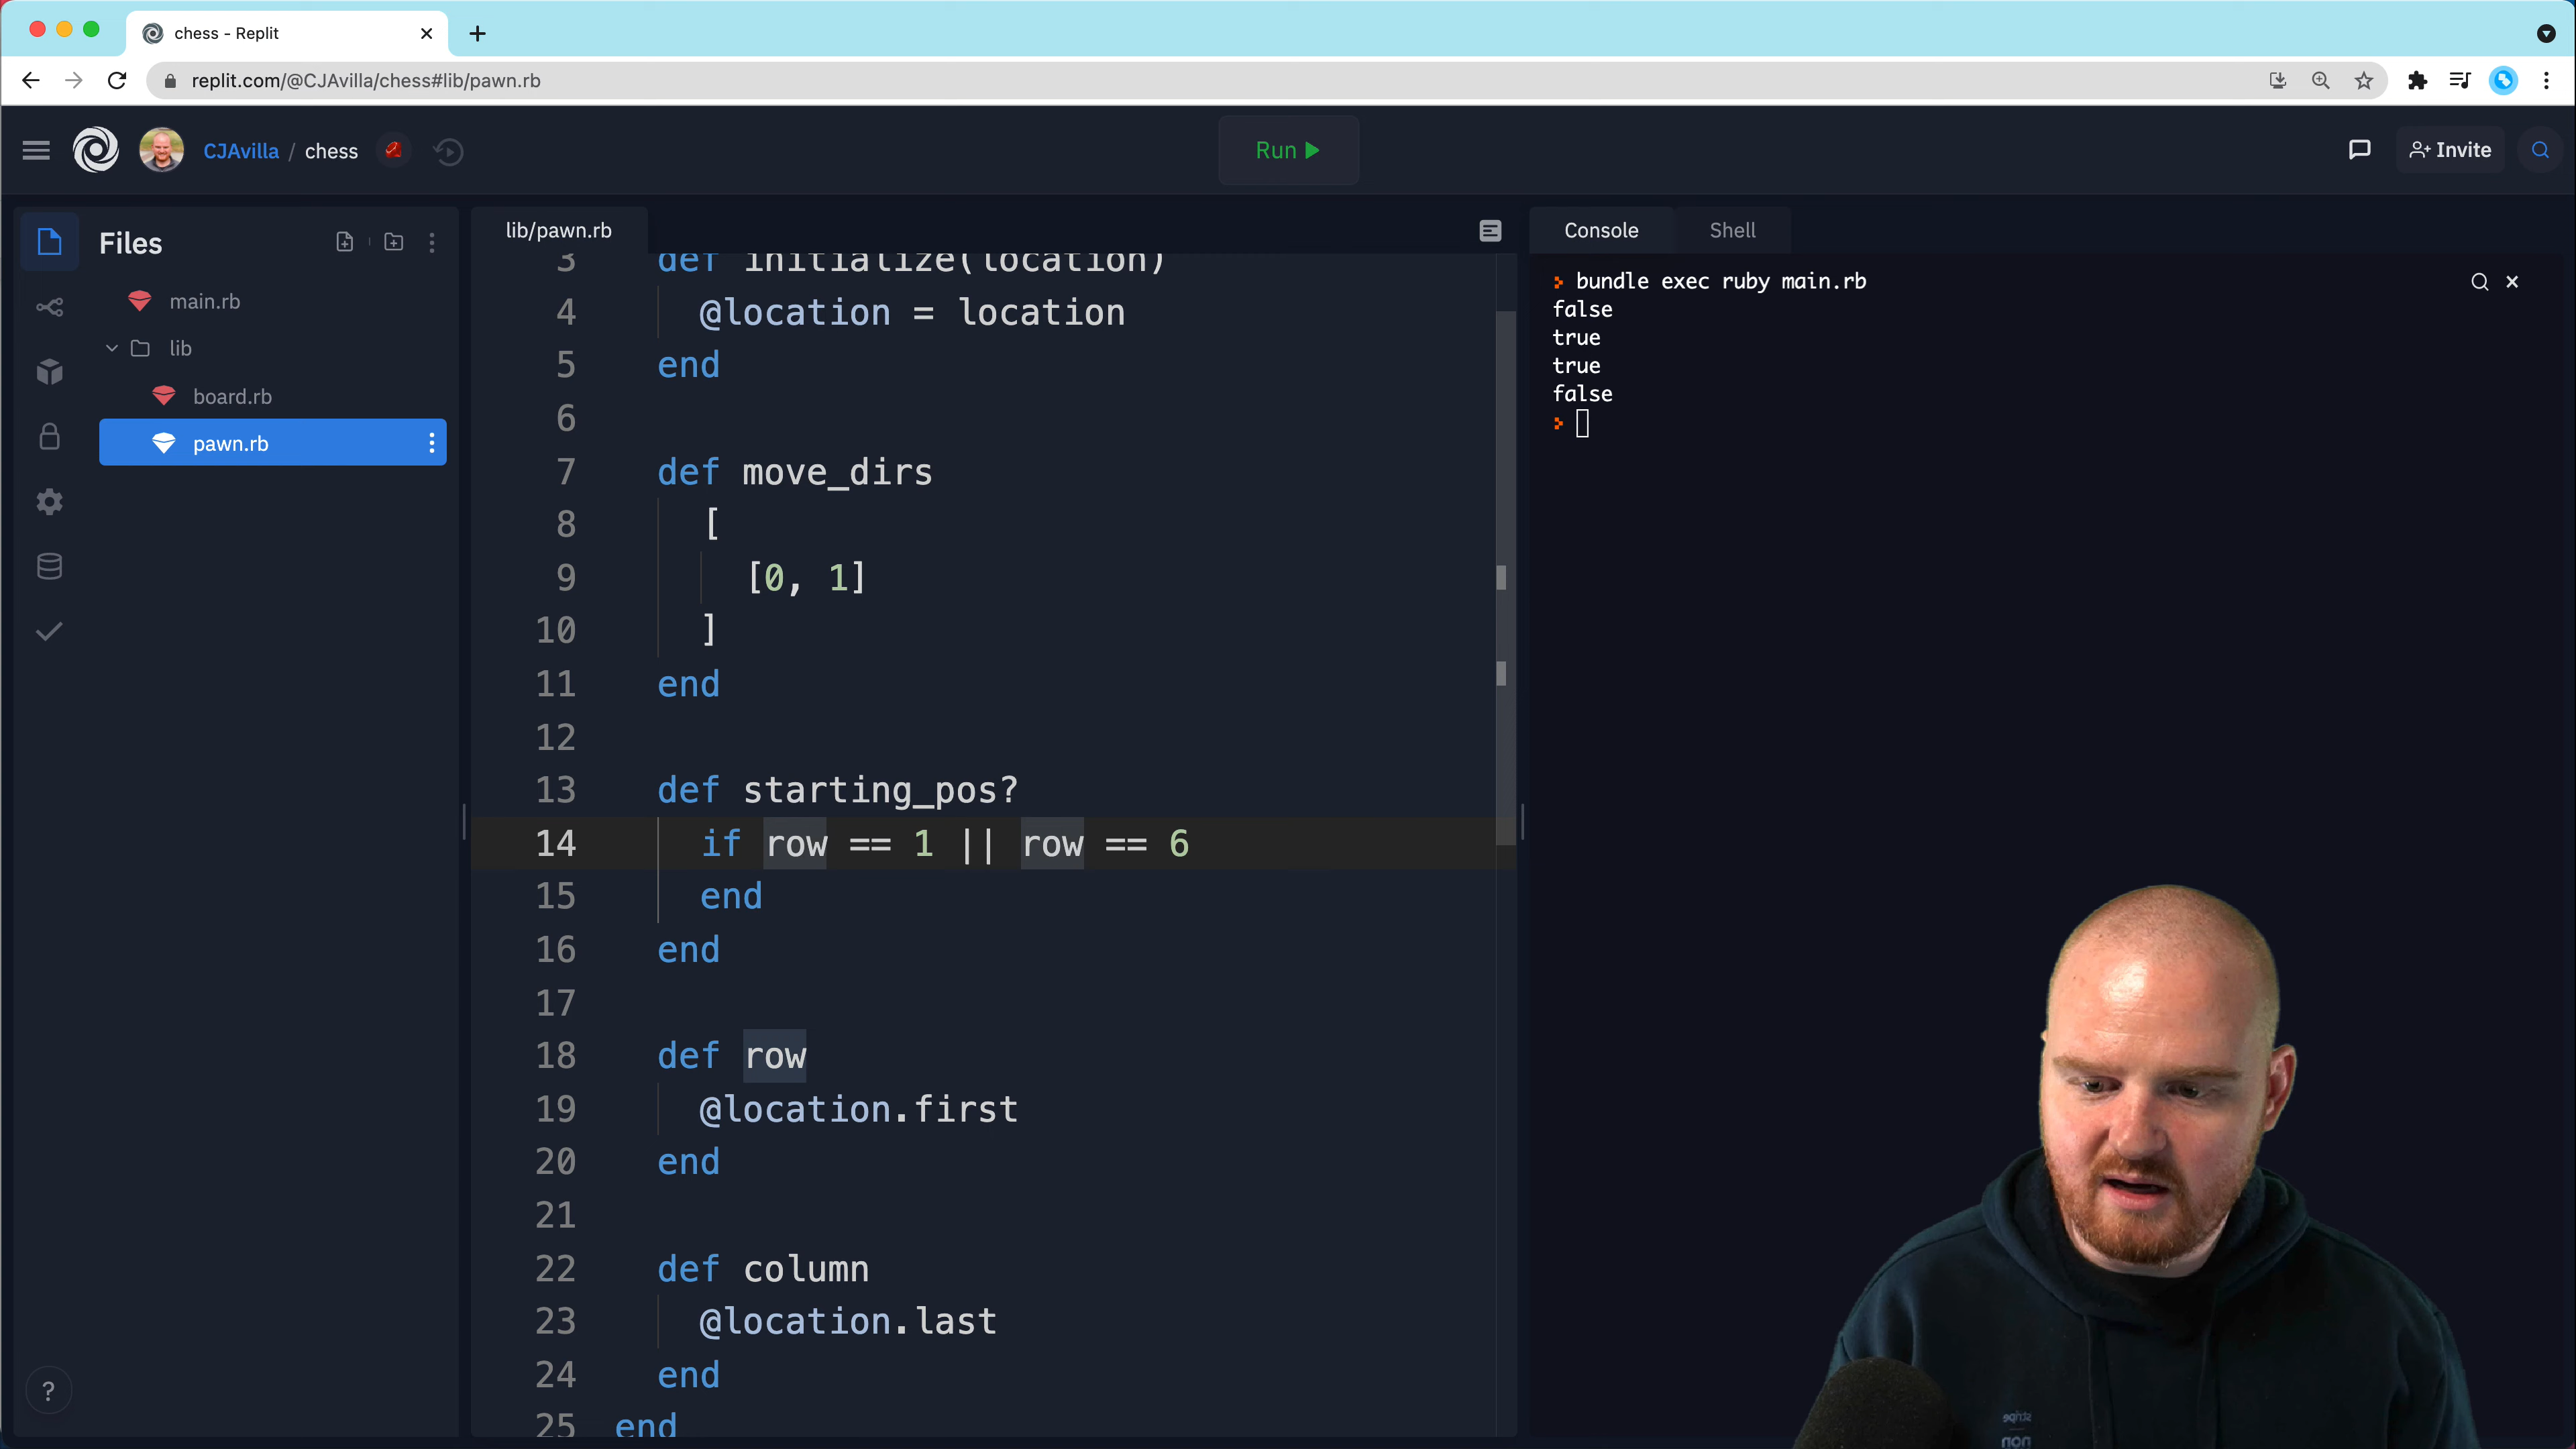 chess - Replit
replit.com/@CJAvilla/chess#lib/pawn.rb
CJAvilla / chess
Run
Invite
Files
main.rb
lib
board.rb
pawn.rb
?
lib/pawn.rb
3 def initialize(location)
4 @location = location
5 end
6
7 def move_dirs
8 [
9 [0, 1]
10 ]
11 end
12
13 def starting_pos?
14 if row == 1 || row == 6
15 end
16 end
17
18 def row
19 @location.first
20 end
21
22 def column
23 @location.last
24 end
25 end
Console Shell
bundle exec ruby main.rb
false
true
true
false
stripe